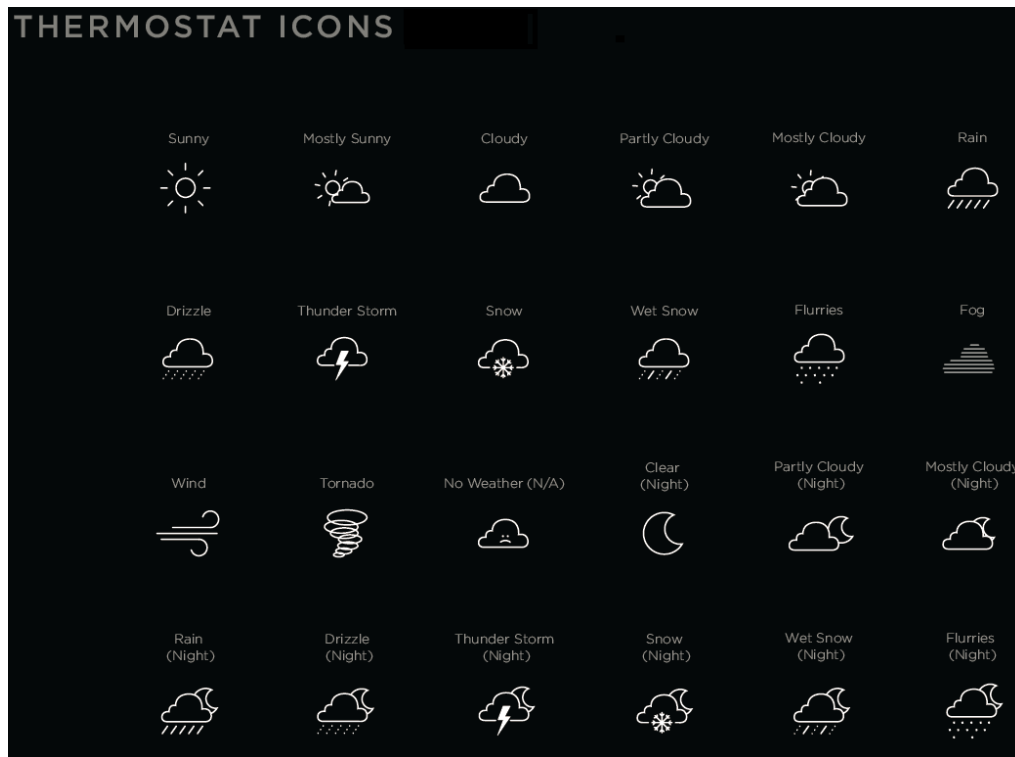 THERMOSTAT ICONS
Sunny
Mostly Sunny
Cloudy
Partly Cloudy
Mostly Cloudy
Rain
Drizzle
Thunder Storm
Snow
Wet Snow
Flurries
Fog
Wind
Tornado
No Weather (N/A)
Clear
(Night)
Partly Cloudy
(Night)
Mostly Cloudy
(Night)
Rain
(Night)
Drizzle
(Night)
Thunder Storm
(Night)
Snow
(Night)
Wet Snow
(Night)
Flurries
(Night)